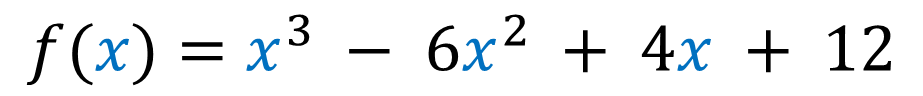 f(x) = x³ − 6x² + 4x + 12